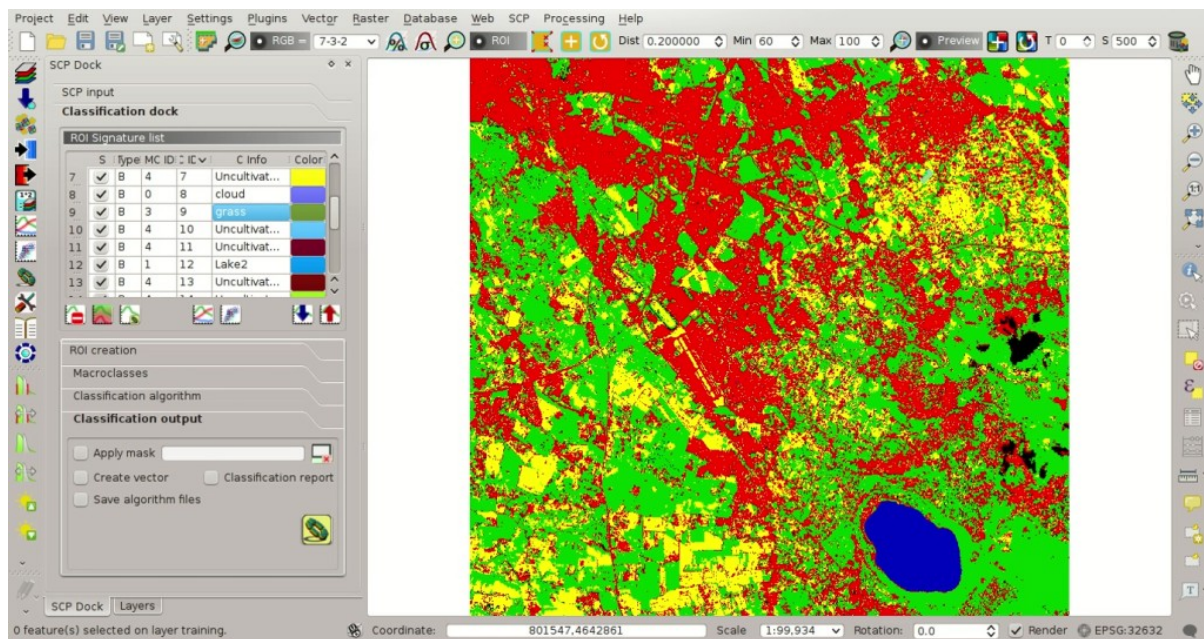 Project Edit View Layer Settings Plugins Vector Raster Database Web SCP Processing Help
RGB = 7-3-2 ROI Dist 0.200000 Min 60 Max 100 Preview T 0 S 500
SCP Dock
SCP input
Classification dock
ROI Signature list
S Type MC ID C Info Color
7 B 4 7 Uncultivat...
8 B 0 8 cloud
9 B 3 9 grass
10 B 4 10 Uncultivat...
11 B 4 11 Uncultivat...
12 B 1 12 Lake2
13 B 4 13 Uncultivat...
ROI creation
Macroclasses
Classification algorithm
Classification output
Apply mask
Create vector Classification report
Save algorithm files
SCP Dock Layers
0 feature(s) selected on layer training. Coordinate: 801547,4642861 Scale 1:99,934 Rotation: 0.0 Render EPSG:32632